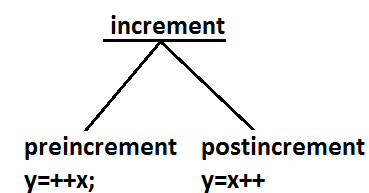 increment
preincrement postincrement
y=++x; y=x++